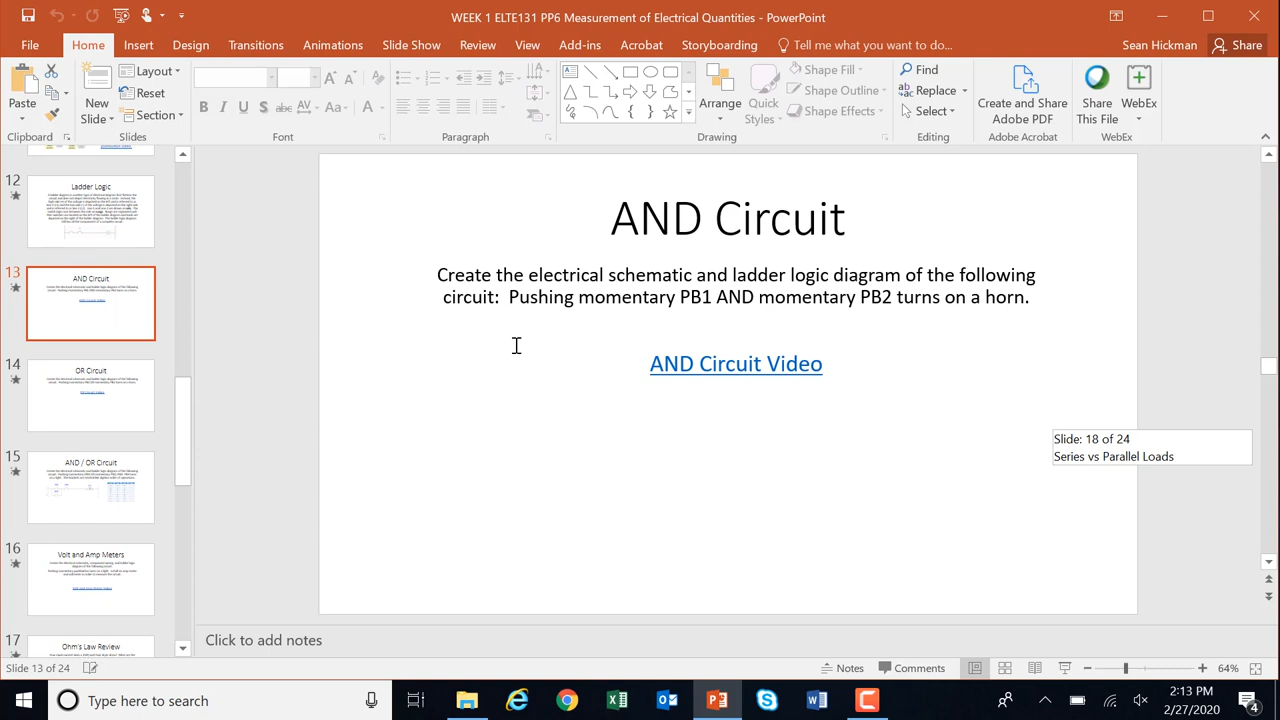 WEEK 1 ELTE131 PP6 Measurement of Electrical Quantities - PowerPoint
File Home Insert Design Transitions Animations Slide Show Review View Add-ins Acrobat Storyboarding Tell me what you want to do... Sean Hickman Share
Paste
Clipboard
New
Slide
Layout
Reset
Section
Slides
B I U S abc AV Aa A
Font
Paragraph
Arrange
Quick
Styles
Shape Fill
Shape Outline
Shape Effects
Drawing
Find
Replace
Select
Editing
Create and Share
Adobe PDF
Adobe Acrobat
Share
This File
WebEx
WebEx
12
Ladder Logic
13
AND Circuit
14
OR Circuit
15
AND / OR Circuit
16
Volt and Amp Meters
17
Ohm's Law Review
AND Circuit
Create the electrical schematic and ladder logic diagram of the following
circuit: Pushing momentary PB1 AND momentary PB2 turns on a horn.
AND Circuit Video
Slide: 18 of 24
Series vs Parallel Loads
Click to add notes
Slide 13 of 24
Notes
Comments
64%
Type here to search
2:13 PM
2/27/2020
4